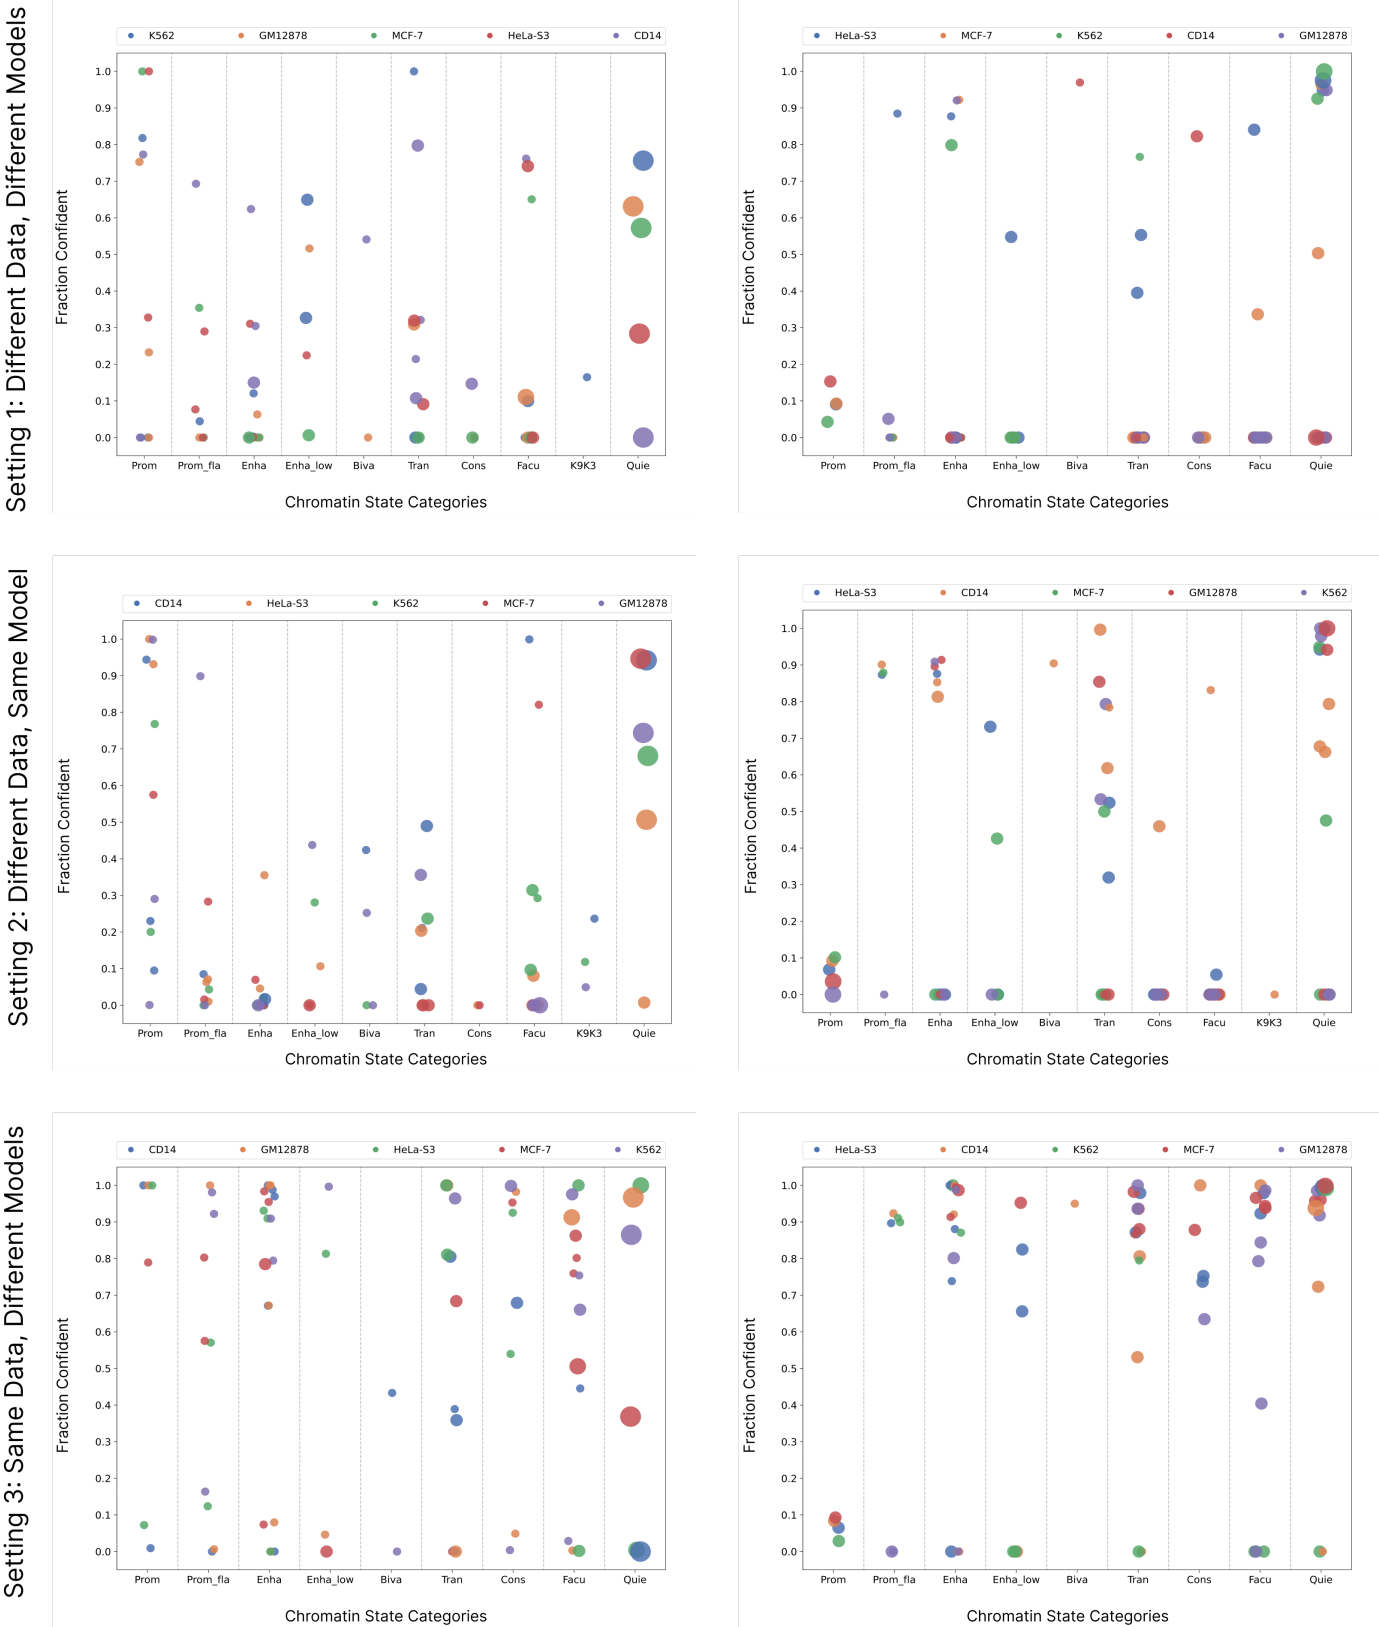 Setting 1: Different Data, Different Models
K562 GM12878 MCF-7 HeLa-S3 CD14
Fraction Confident
1.0
0.9
0.8
0.7
0.6
0.5
0.4
0.3
0.2
0.1
0.0
Prom Prom_fla Enha Enha_low Biva Tran Cons Facu K9K3 Quie
Chromatin State Categories
HeLa-S3 MCF-7 K562 CD14 GM12878
Fraction Confident
1.0
0.9
0.8
0.7
0.6
0.5
0.4
0.3
0.2
0.1
0.0
Prom Prom_fla Enha Enha_low Biva Tran Cons Facu Quie
Chromatin State Categories
Setting 2: Different Data, Same Model
CD14 HeLa-S3 K562 MCF-7 GM12878
Fraction Confident
1.0
0.9
0.8
0.7
0.6
0.5
0.4
0.3
0.2
0.1
0.0
Prom Prom_fla Enha Enha_low Biva Tran Cons Facu K9K3 Quie
Chromatin State Categories
HeLa-S3 CD14 MCF-7 GM12878 K562
Fraction Confident
1.0
0.9
0.8
0.7
0.6
0.5
0.4
0.3
0.2
0.1
0.0
Prom Prom_fla Enha Enha_low Biva Tran Cons Facu K9K3 Quie
Chromatin State Categories
Setting 3: Same Data, Different Models
CD14 GM12878 HeLa-S3 MCF-7 K562
Fraction Confident
1.0
0.9
0.8
0.7
0.6
0.5
0.4
0.3
0.2
0.1
0.0
Prom Prom_fla Enha Enha_low Biva Tran Cons Facu Quie
Chromatin State Categories
HeLa-S3 CD14 K562 MCF-7 GM12878
Fraction Confident
1.0
0.9
0.8
0.7
0.6
0.5
0.4
0.3
0.2
0.1
0.0
Prom Prom_fla Enha Enha_low Biva Tran Cons Facu Quie
Chromatin State Categories